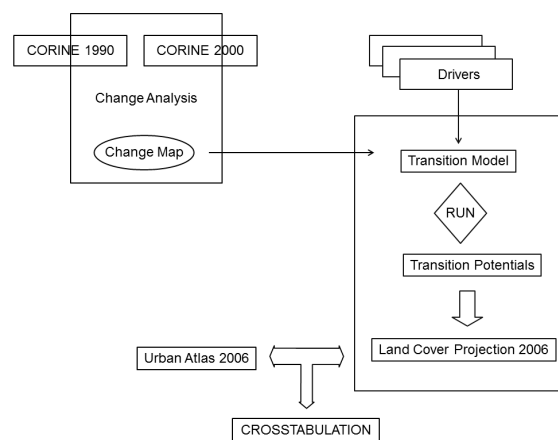 CORINE 1990
CORINE 2000
Change Analysis
Change Map
Drivers
Transition Model
RUN
Transition Potentials
Land Cover Projection 2006
Urban Atlas 2006
CROSSTABULATION